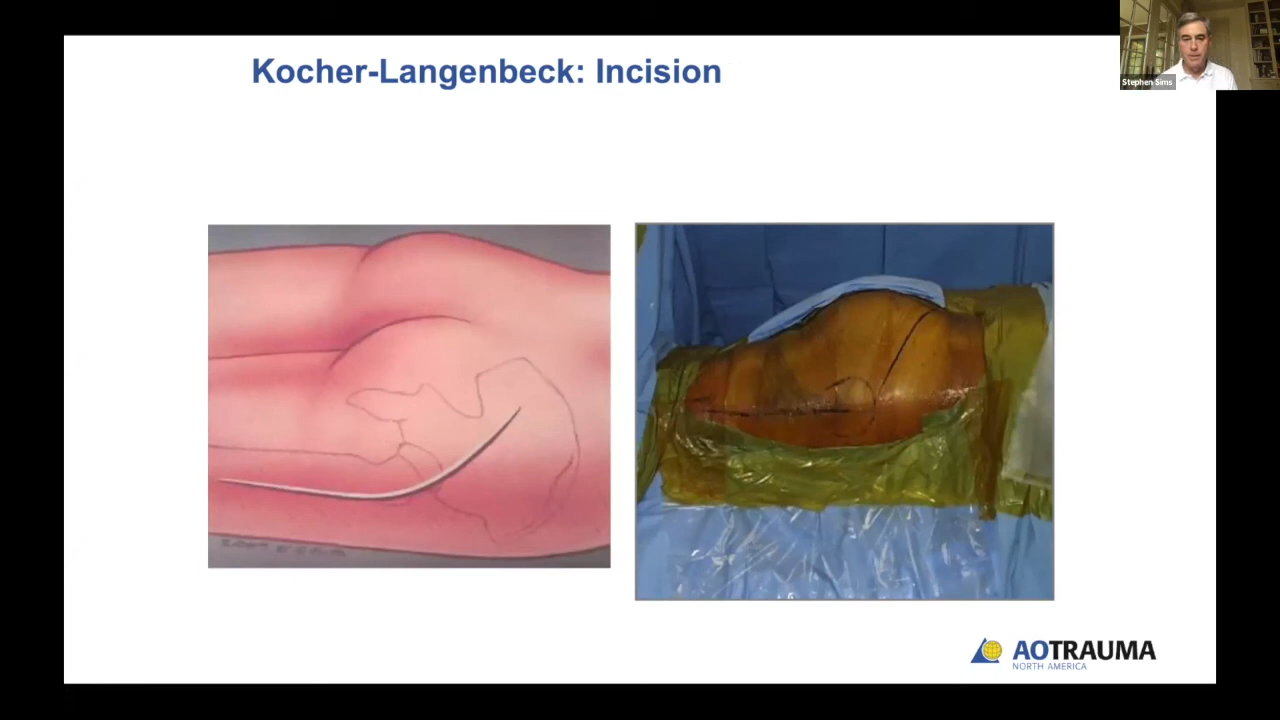 Kocher-Langenbeck: Incision
Stephen Sims
AOTRAUMA
NORTH AMERICA